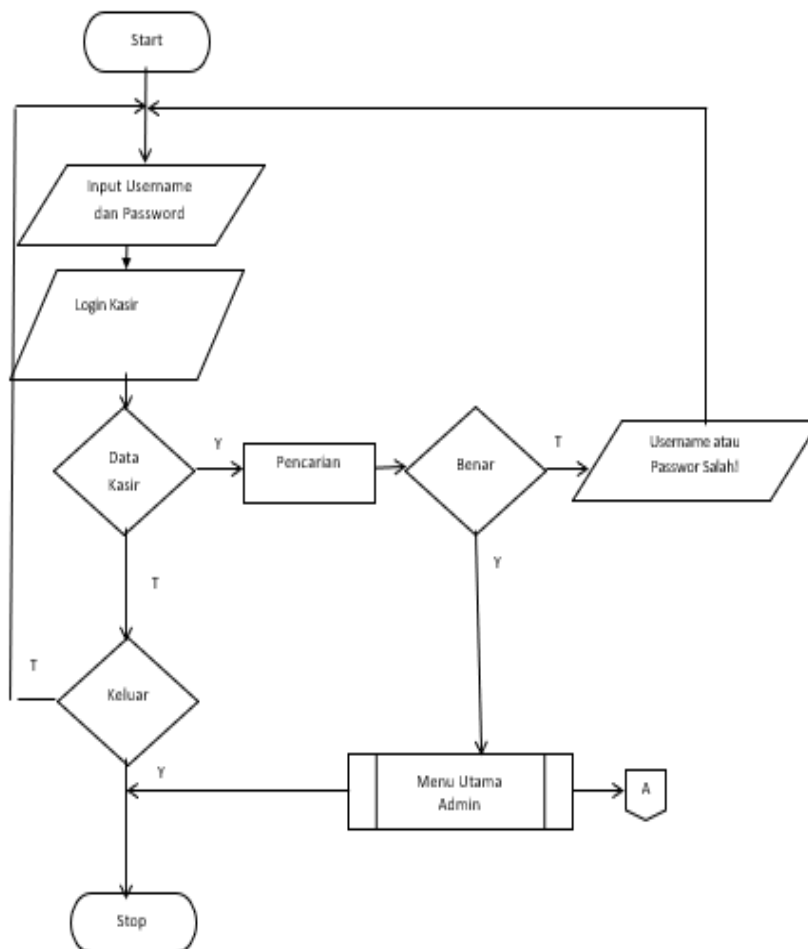 Start
Input Username
dan Password
Login Kasir
Data
Kasir
Y
Pencarian
Benar
T
Username atau
Passwor Salah!
T
Y
T
Keluar
Y
Menu Utama
Admin
A
Stop